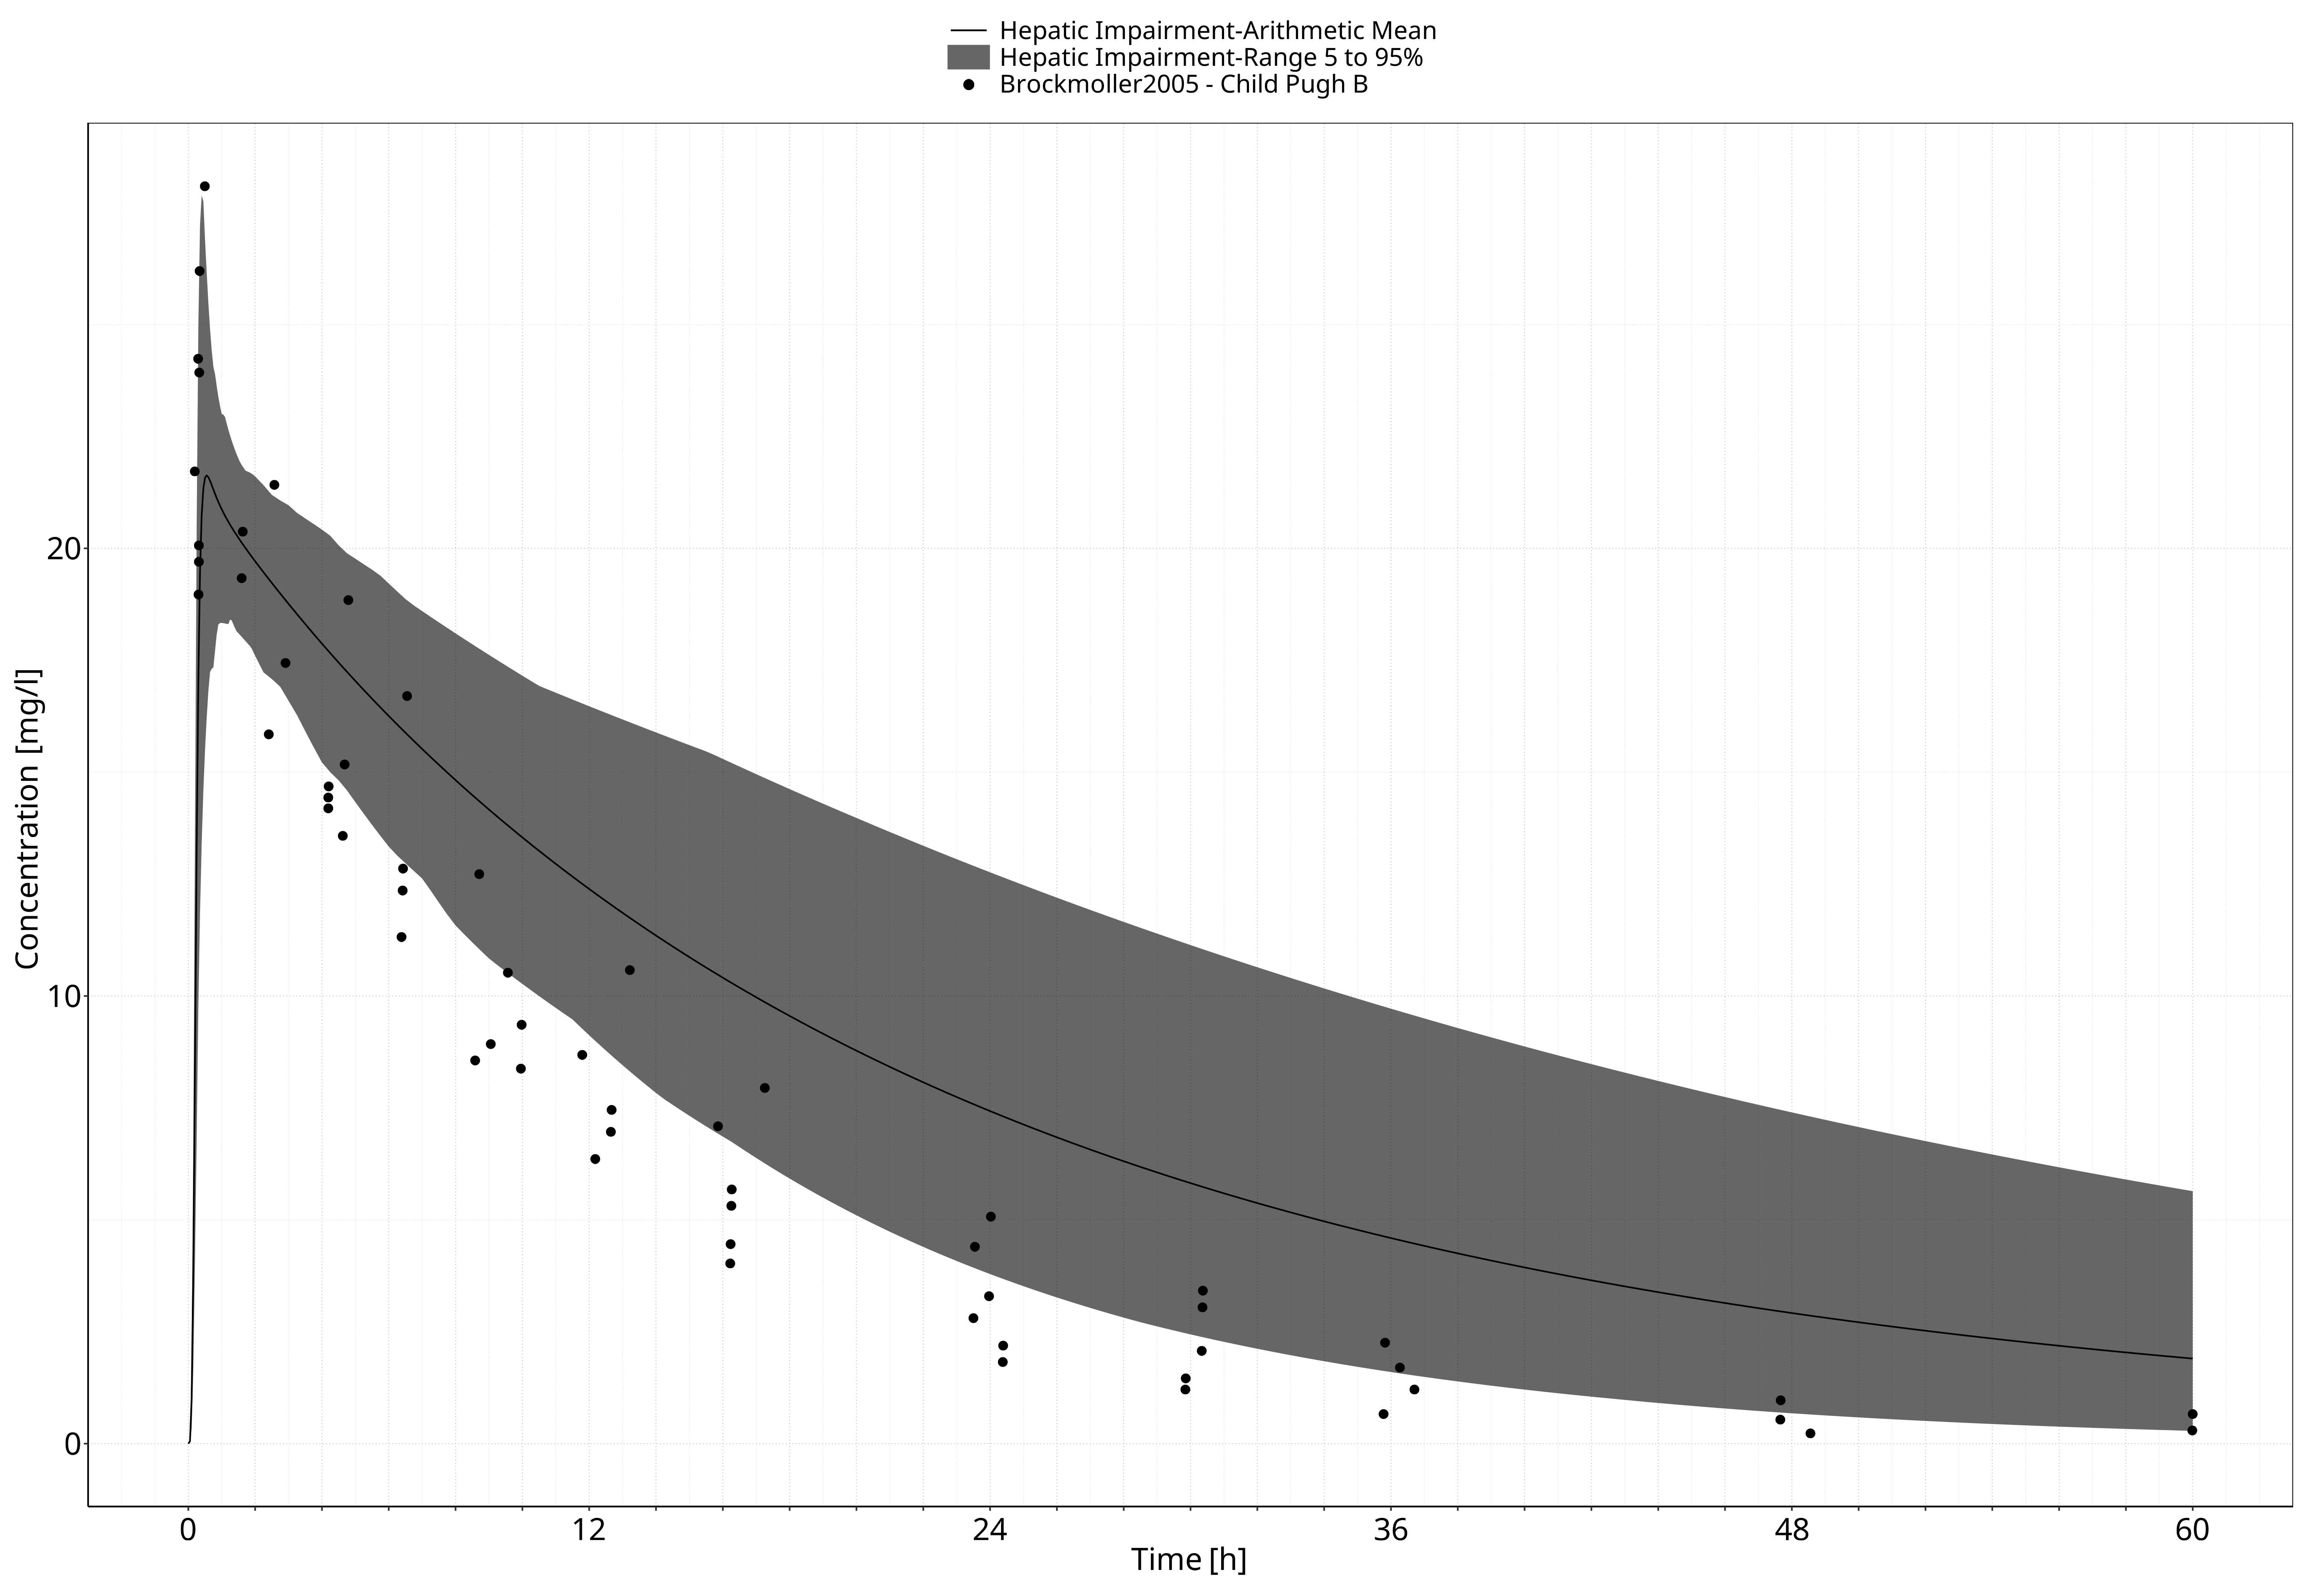 Hepatic Impairment-Arithmetic Mean
Hepatic Impairment-Range 5 to 95%
Brockmoller2005 - Child Pugh B
Concentration [mg/l]
20
10
0
0 12 24 36 48 60
Time [h]